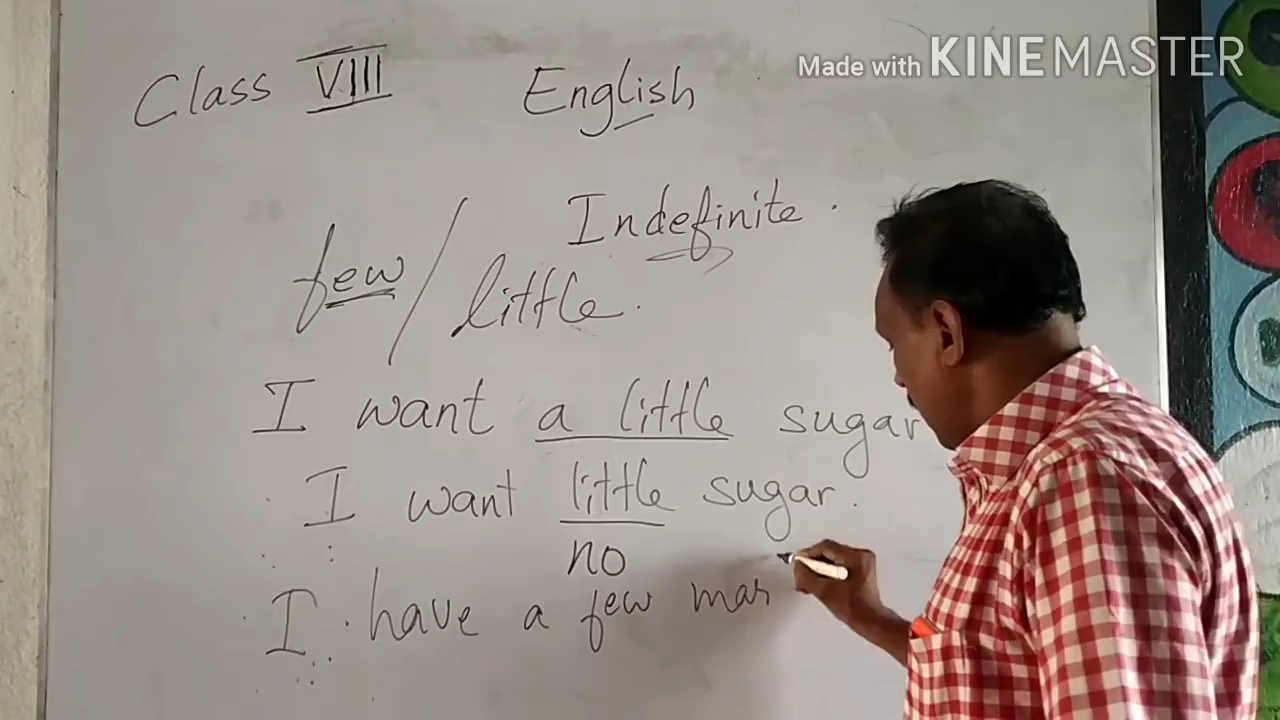 Made with KINEMASTER
Class VIII English
Indefinite.
few / little.
I want a little sugar
I want little sugar.
no
I have a few mar